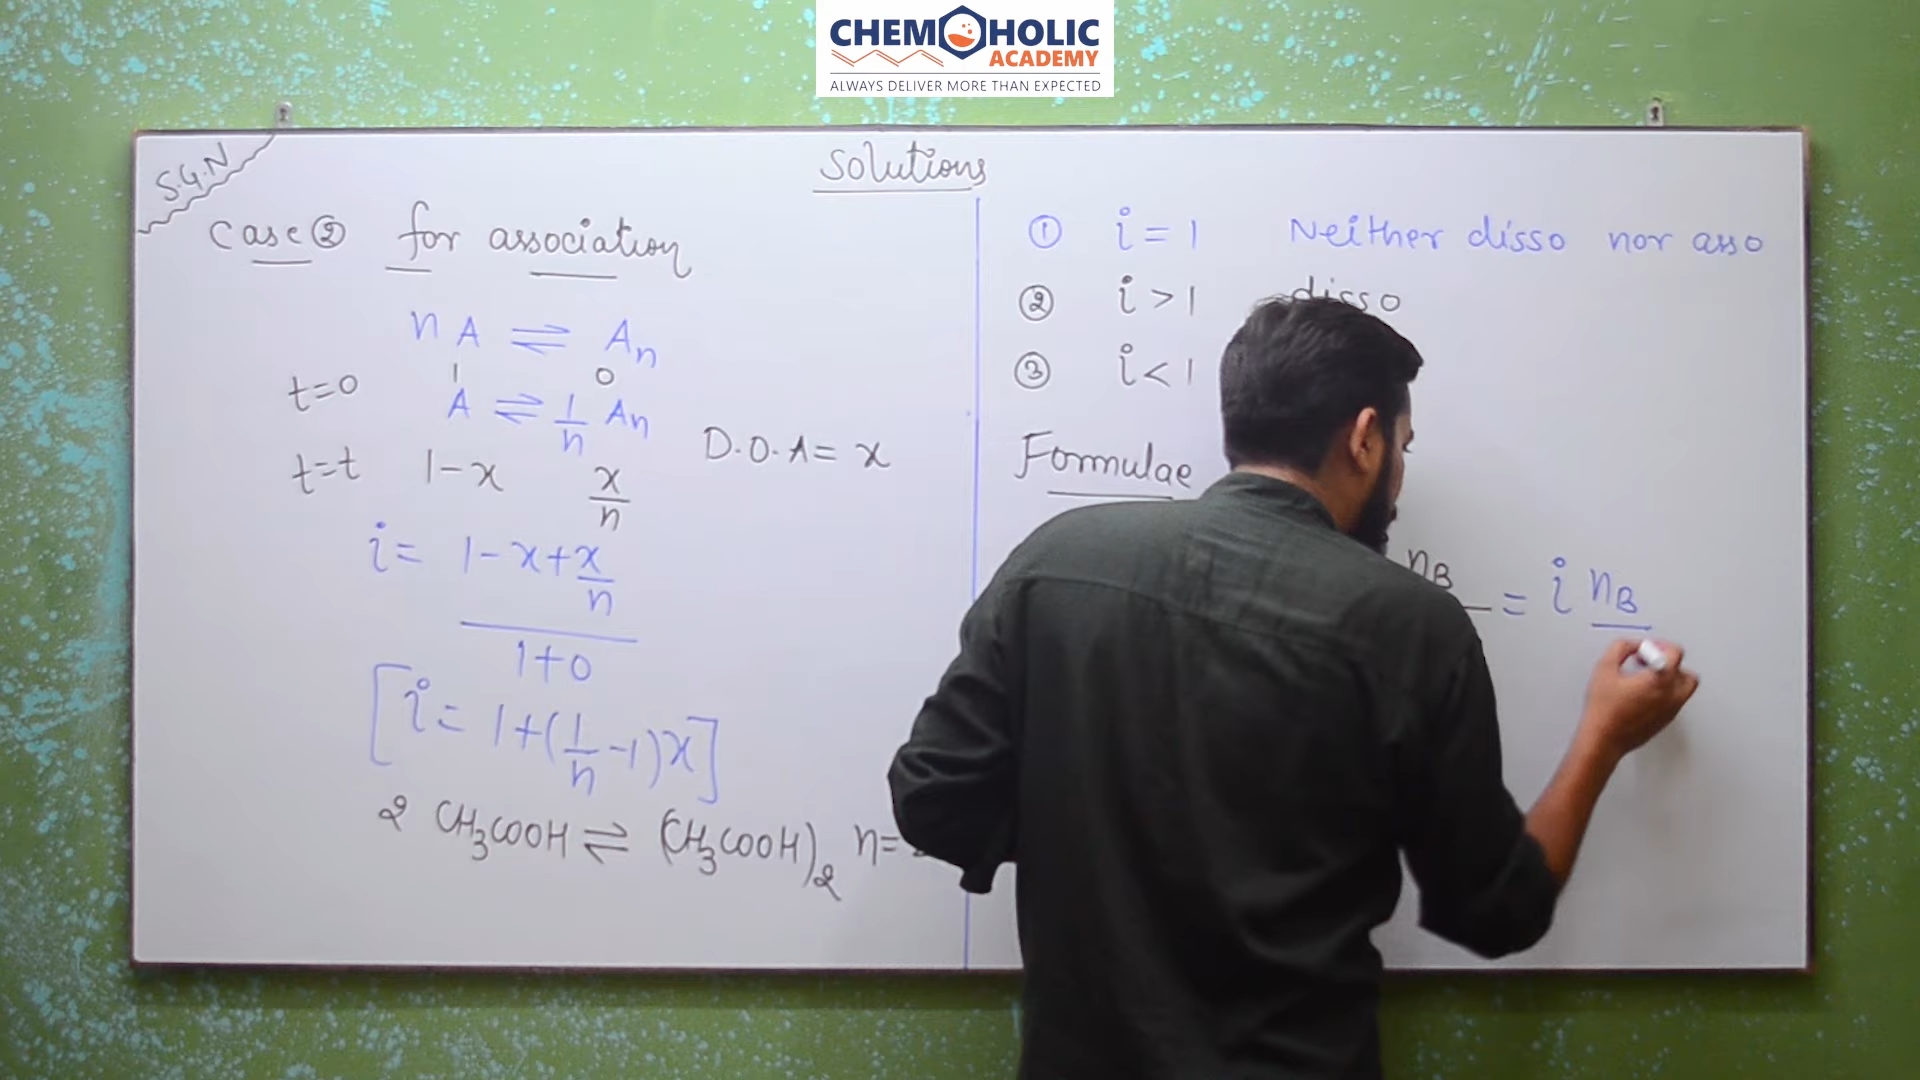 CHEMOHOLIC
ACADEMY
ALWAYS DELIVER MORE THAN EXPECTED
S.G.N
Solutions
Case ② for association
n A ⇌ An
t=0 1 0
A ⇌ 1/n An
t=t 1-x x/n
D.O.A = x
i = (1-x+x/n)/(1+0)
[i = 1+(1/n -1)x]
2 CH3COOH ⇌ (CH3COOH)2 n=
① i = 1 Neither disso nor asso
② i > 1 disso
③ i < 1
Formulae
nB = i nB